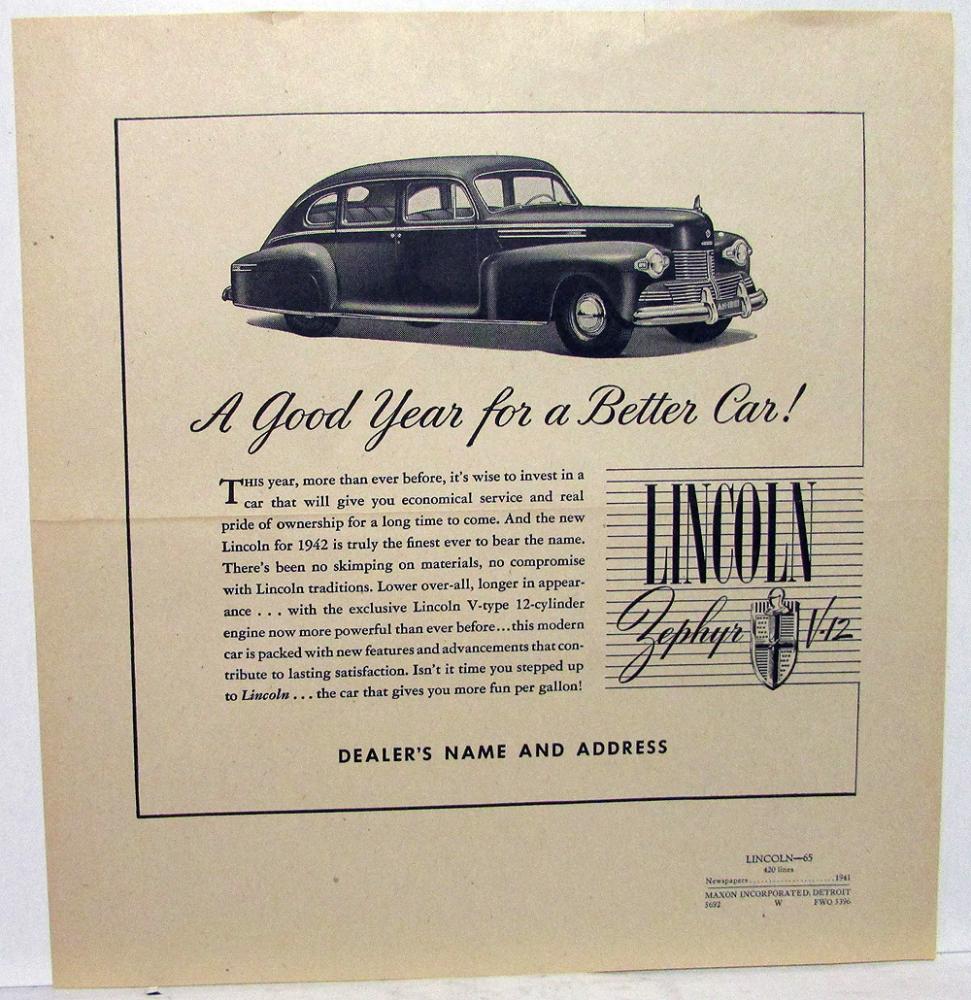 A Good Year for a Better Car!
THIS year, more than ever before, it's wise to invest in a
car that will give you economical service and real
pride of ownership for a long time to come. And the new
Lincoln for 1942 is truly the finest ever to bear the name.
There's been no skimping on materials, no compromise
with Lincoln traditions. Lower over-all, longer in appear-
ance . . . with the exclusive Lincoln V-type 12-cylinder
engine now more powerful than ever before...this modern
car is packed with new features and advancements that con-
tribute to lasting satisfaction. Isn't it time you stepped up
to Lincoln . . . the car that gives you more fun per gallon!
LINCOLN
Zephyr V-12
DEALER'S NAME AND ADDRESS
LINCOLN—65
420 lines
Newspapers......................1941
MAXON INCORPORATED, DETROIT
5692 W FWO 5396